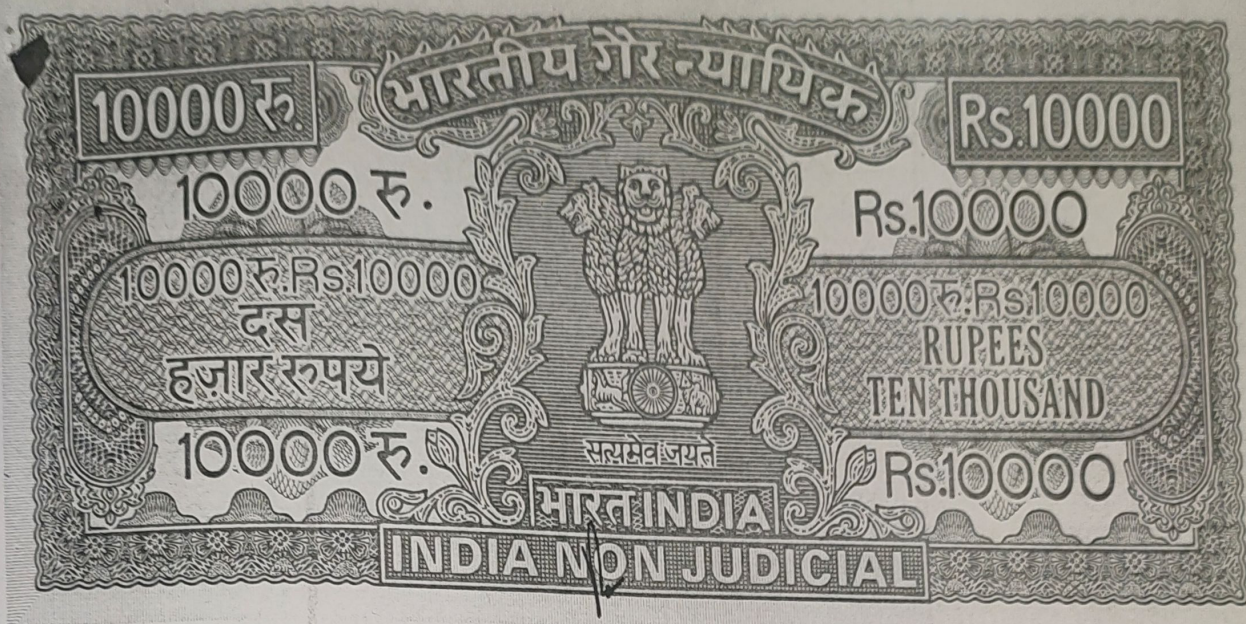 भारतीय गैर न्यायिक
10000 रु.
Rs.10000
10000 रु.
Rs.10000
10000 रु.Rs.10000
दस
हज़ार रुपये
10000 रु.Rs.10000
RUPEES
TEN THOUSAND
10000 रु.
Rs.10000
सत्यमेव जयते
भारत INDIA
INDIA NON JUDICIAL